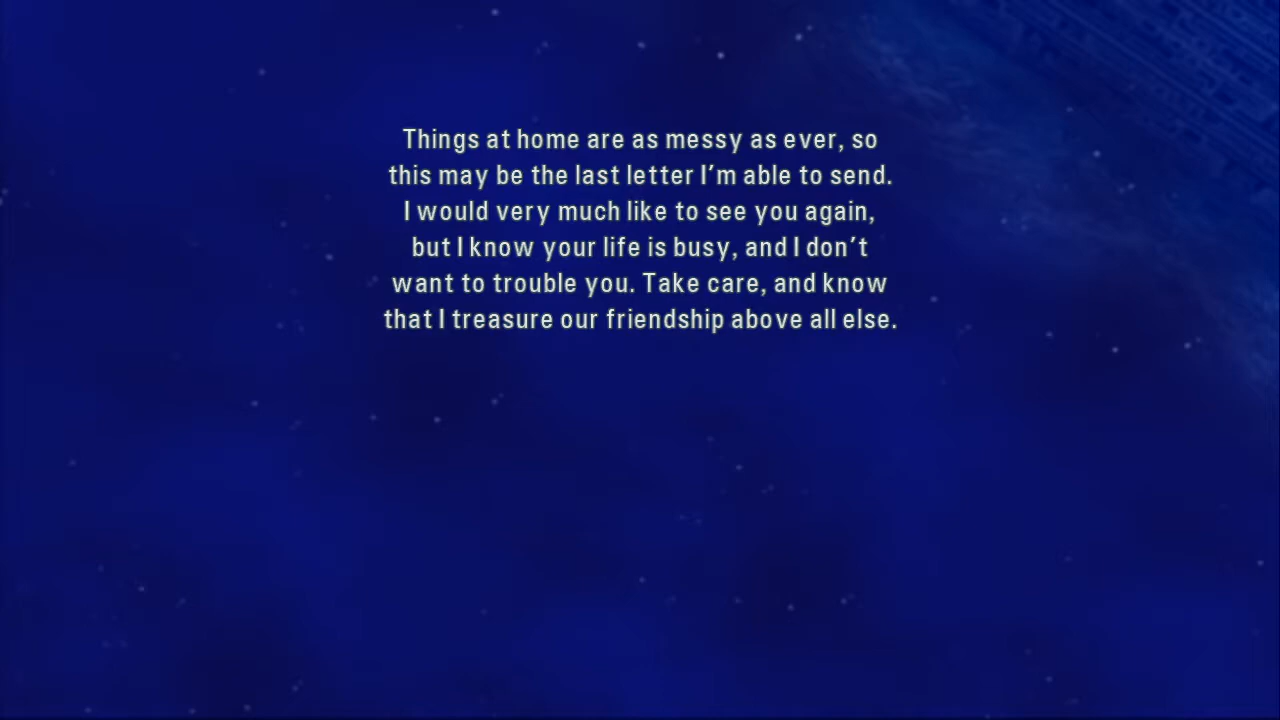 Things at home are as messy as ever, so
this may be the last letter I’m able to send.
I would very much like to see you again,
but I know your life is busy, and I don’t
want to trouble you. Take care, and know
that I treasure our friendship above all else.